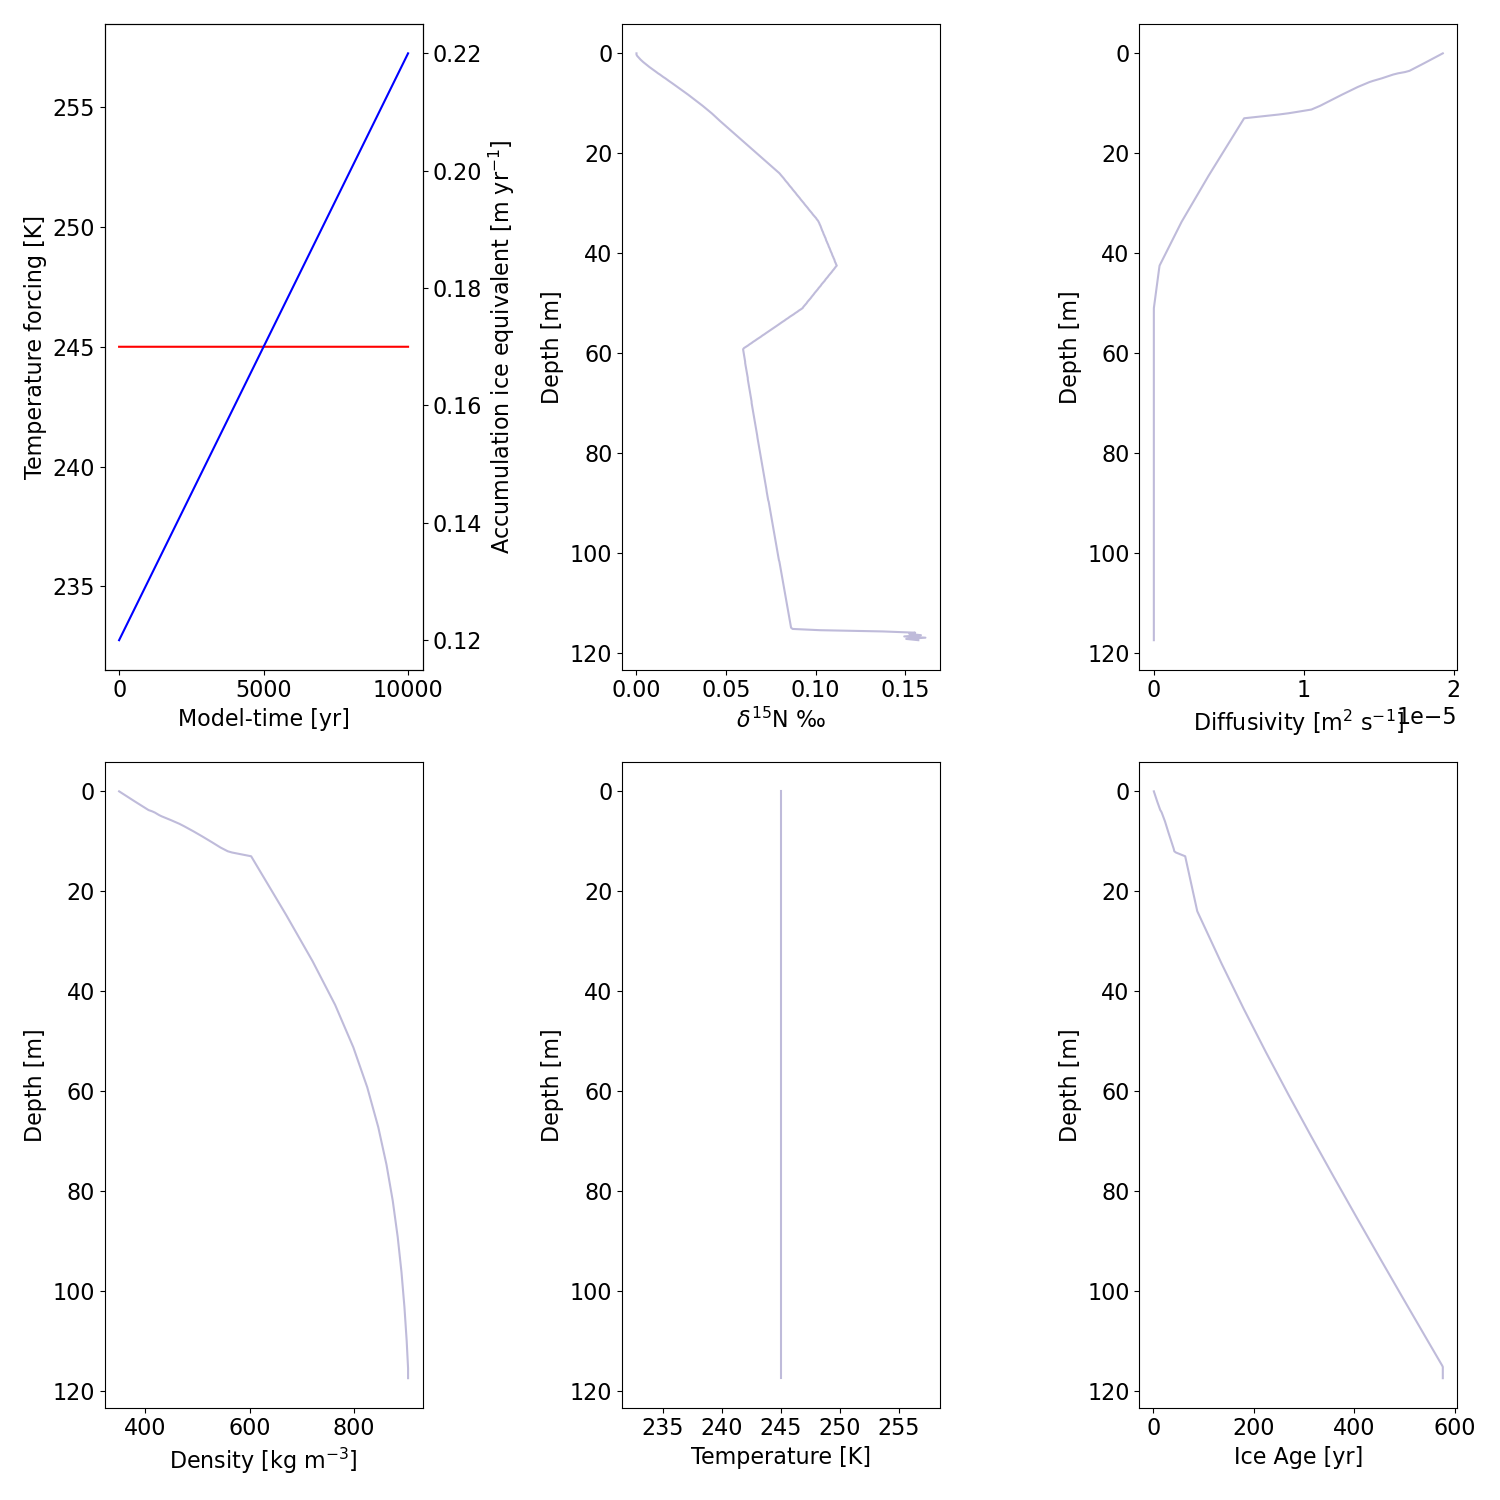 Temperature forcing [K]
255
250
245
240
235
0 5000 10000
Model-time [yr]
0.22
0.20
0.18
0.16
0.14
0.12
Accumulation ice equivalent [m yr⁻¹]
Depth [m]
0
20
40
60
80
100
120
0.00 0.05 0.10 0.15
δ¹⁵N ‰
Depth [m]
0
20
40
60
80
100
120
0 1 2
Diffusivity [m² s⁻¹]
1e−5
Depth [m]
0
20
40
60
80
100
120
400 600 800
Density [kg m⁻³]
Depth [m]
0
20
40
60
80
100
120
235 240 245 250 255
Temperature [K]
Depth [m]
0
20
40
60
80
100
120
0 200 400 600
Ice Age [yr]